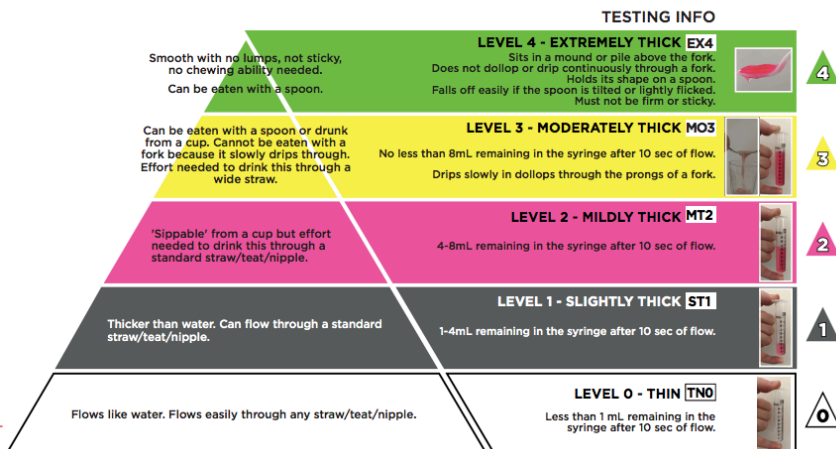 TESTING INFO
Smooth with no lumps, not sticky,
no chewing ability needed.
Can be eaten with a spoon.
LEVEL 4 - EXTREMELY THICK EX4
Sits in a mound or pile above the fork.
Does not dollop or drip continuously through a fork.
Holds its shape on a spoon.
Falls off easily if the spoon is tilted or lightly flicked.
Must not be firm or sticky.
4
Can be eaten with a spoon or drunk
from a cup. Cannot be eaten with a
fork because it slowly drips through.
Effort needed to drink this through a
wide straw.
LEVEL 3 - MODERATELY THICK MO3
No less than 8mL remaining in the syringe after 10 sec of flow.
Drips slowly in dollops through the prongs of a fork.
3
'Sippable' from a cup but effort
needed to drink this through a
standard straw/teat/nipple.
LEVEL 2 - MILDLY THICK MT2
4-8mL remaining in the syringe after 10 sec of flow.
2
Thicker than water. Can flow through a standard
straw/teat/nipple.
LEVEL 1 - SLIGHTLY THICK ST1
1-4mL remaining in the syringe after 10 sec of flow.
1
Flows like water. Flows easily through any straw/teat/nipple.
LEVEL 0 - THIN TN0
Less than 1 mL remaining in the
syringe after 10 sec of flow.
0